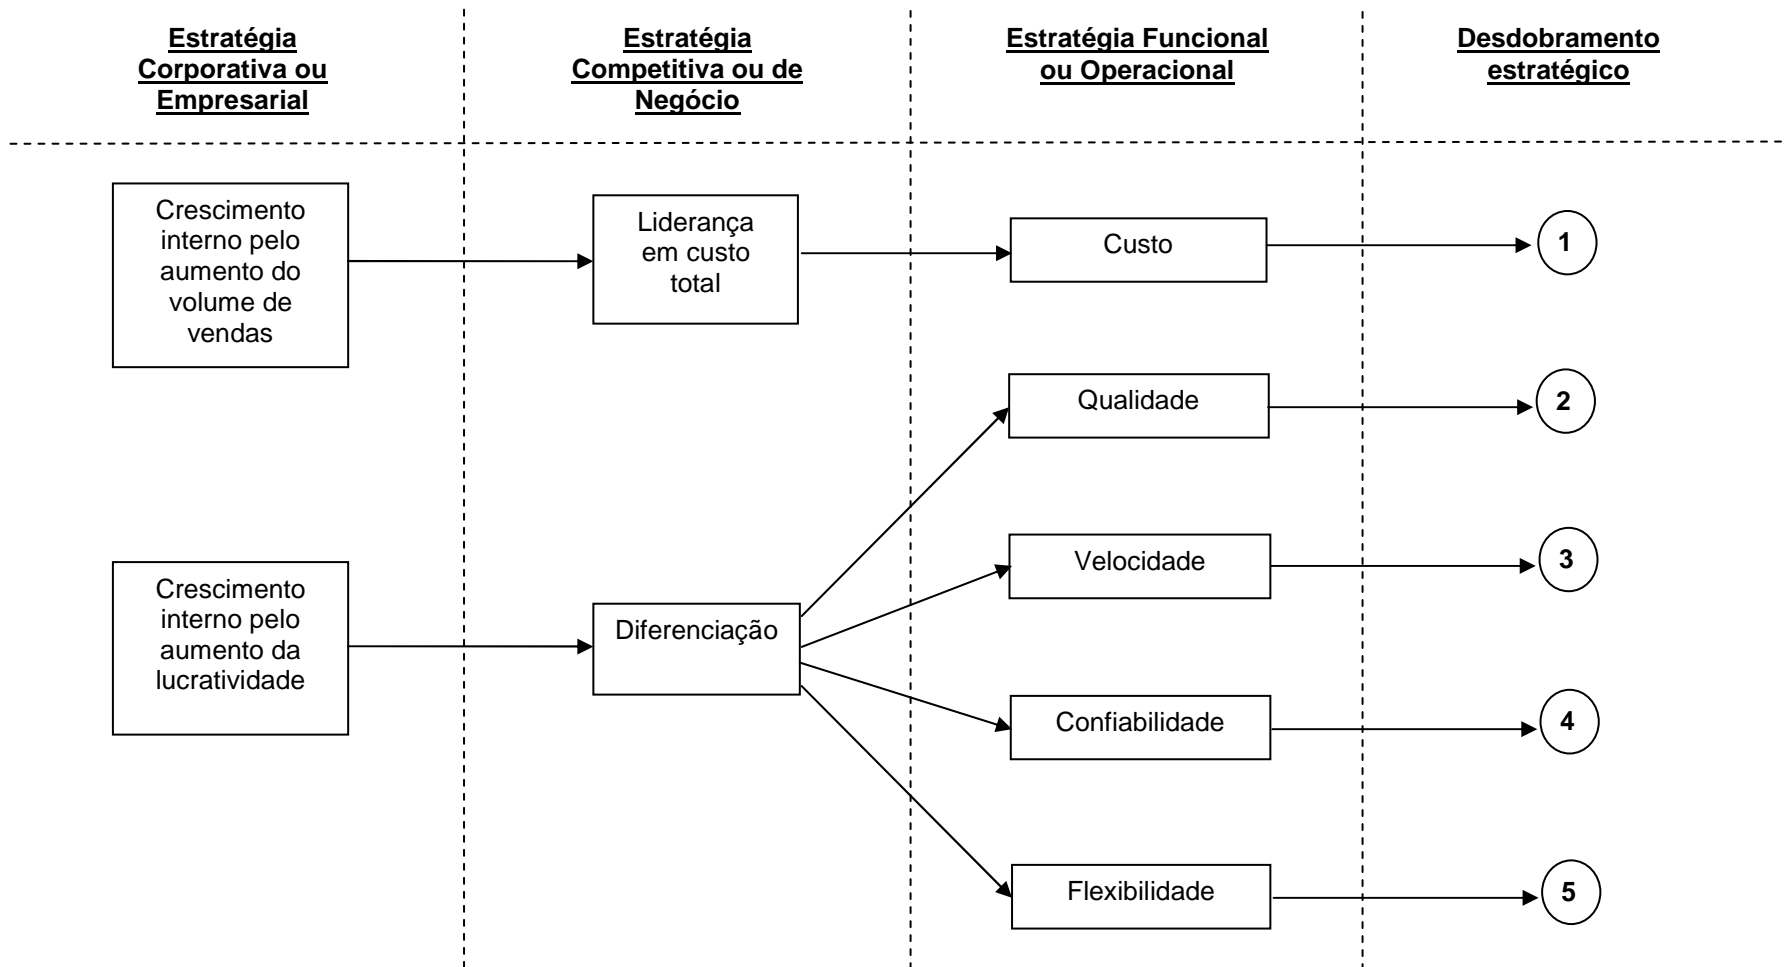 Estratégia
Corporativa ou
Empresarial
Estratégia
Competitiva ou de
Negócio
Estratégia Funcional
ou Operacional
Desdobramento
estratégico
Crescimento
interno pelo
aumento do
volume de
vendas
Liderança
em custo
total
Custo
1
Qualidade
2
Velocidade
3
Crescimento
interno pelo
aumento da
lucratividade
Diferenciação
Confiabilidade
4
Flexibilidade
5